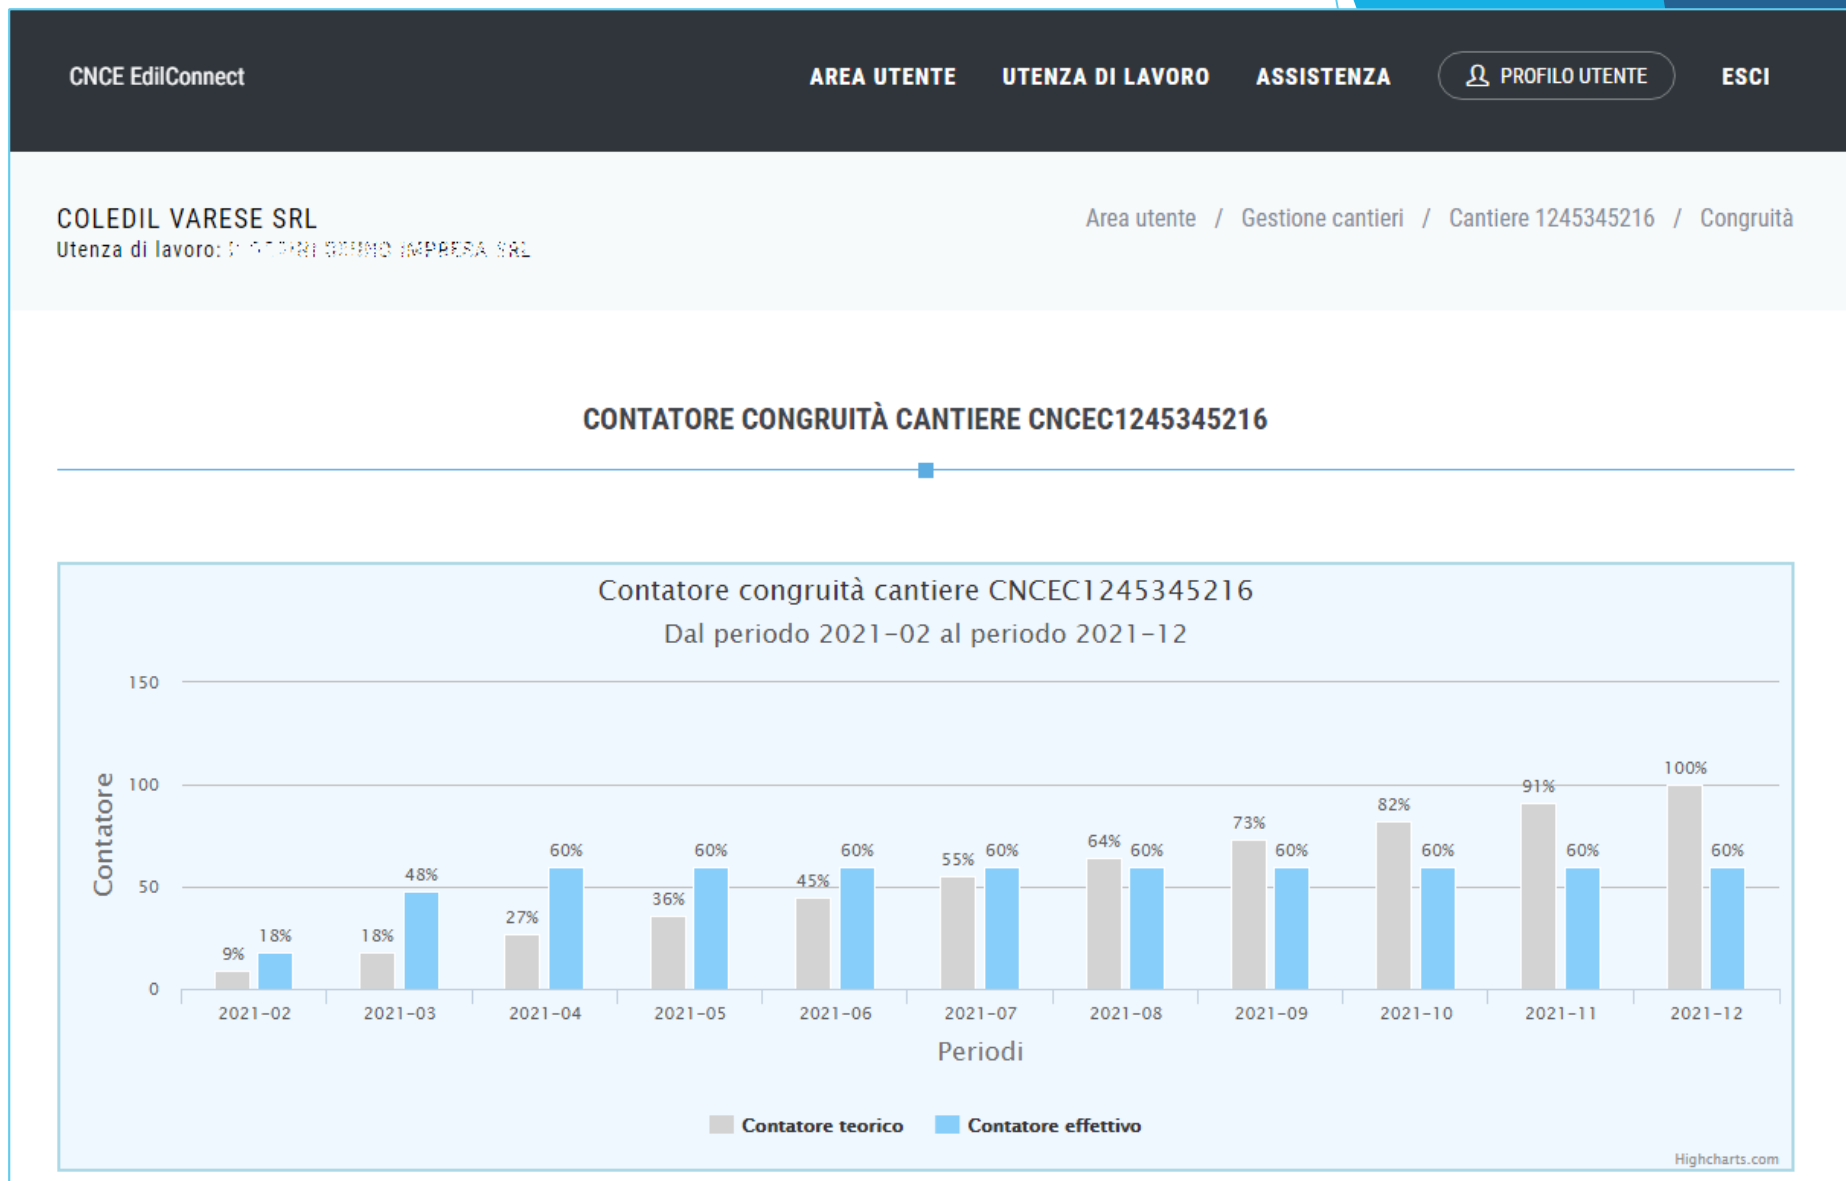 CNCE EdilConnect AREA UTENTE UTENZA DI LAVORO ASSISTENZA PROFILO UTENTE ESCI
COLEDIL VARESE SRL Area utente / Gestione cantieri / Cantiere 1245345216 / Congruità
Utenza di lavoro: IMPRESA SRL
CONTATORE CONGRUITÀ CANTIERE CNCEC1245345216
Contatore congruità cantiere CNCEC1245345216
Dal periodo 2021-02 al periodo 2021-12
Contatore
150
100
50
0
9% 18%
18% 48%
27% 60%
36% 60%
45% 60%
55% 60%
64% 60%
73% 60%
82% 60%
91% 60%
100% 60%
2021-02 2021-03 2021-04 2021-05 2021-06 2021-07 2021-08 2021-09 2021-10 2021-11 2021-12
Periodi
Contatore teorico Contatore effettivo
Highcharts.com